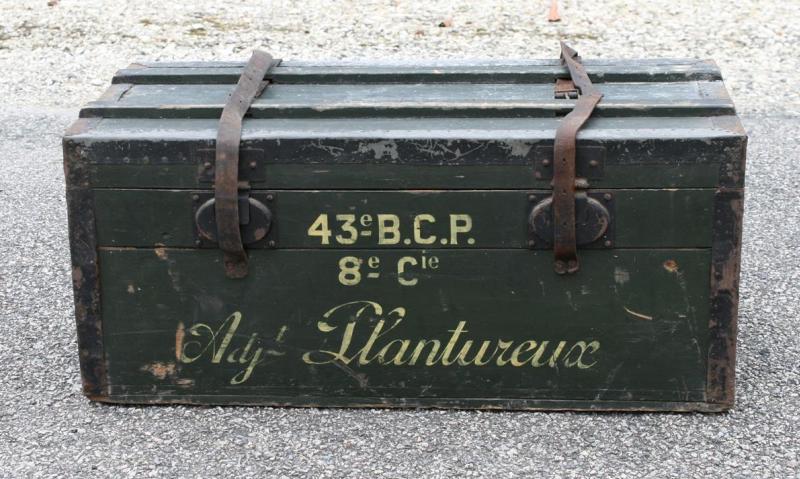 43e B.C.P.
8e Cie
Adjt Plantureux